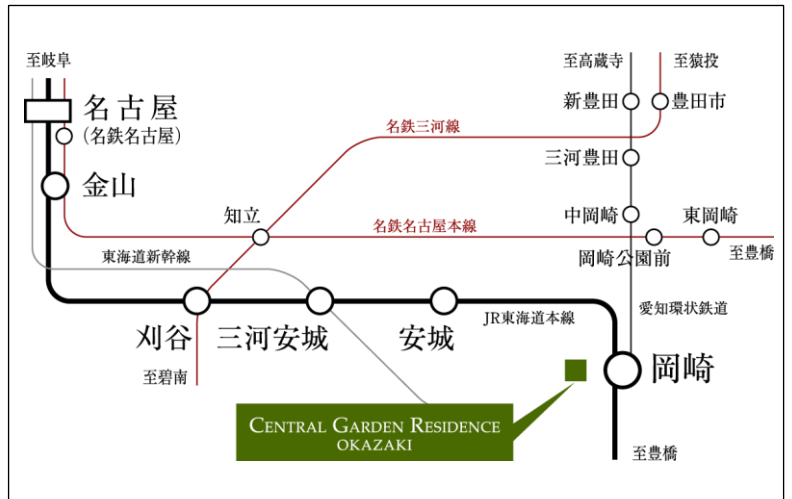 至岐阜
至高蔵寺
至猿投
名古屋
(名鉄名古屋)
新豊田
豊田市
名鉄三河線
三河豊田
金山
知立
中岡崎
東岡崎
名鉄名古屋本線
岡崎公園前
至豊橋
東海道新幹線
刈谷
三河安城
安城
JR東海道本線
愛知環状鉄道
至碧南
岡崎
CENTRAL GARDEN RESIDENCE
OKAZAKI
至豊橋